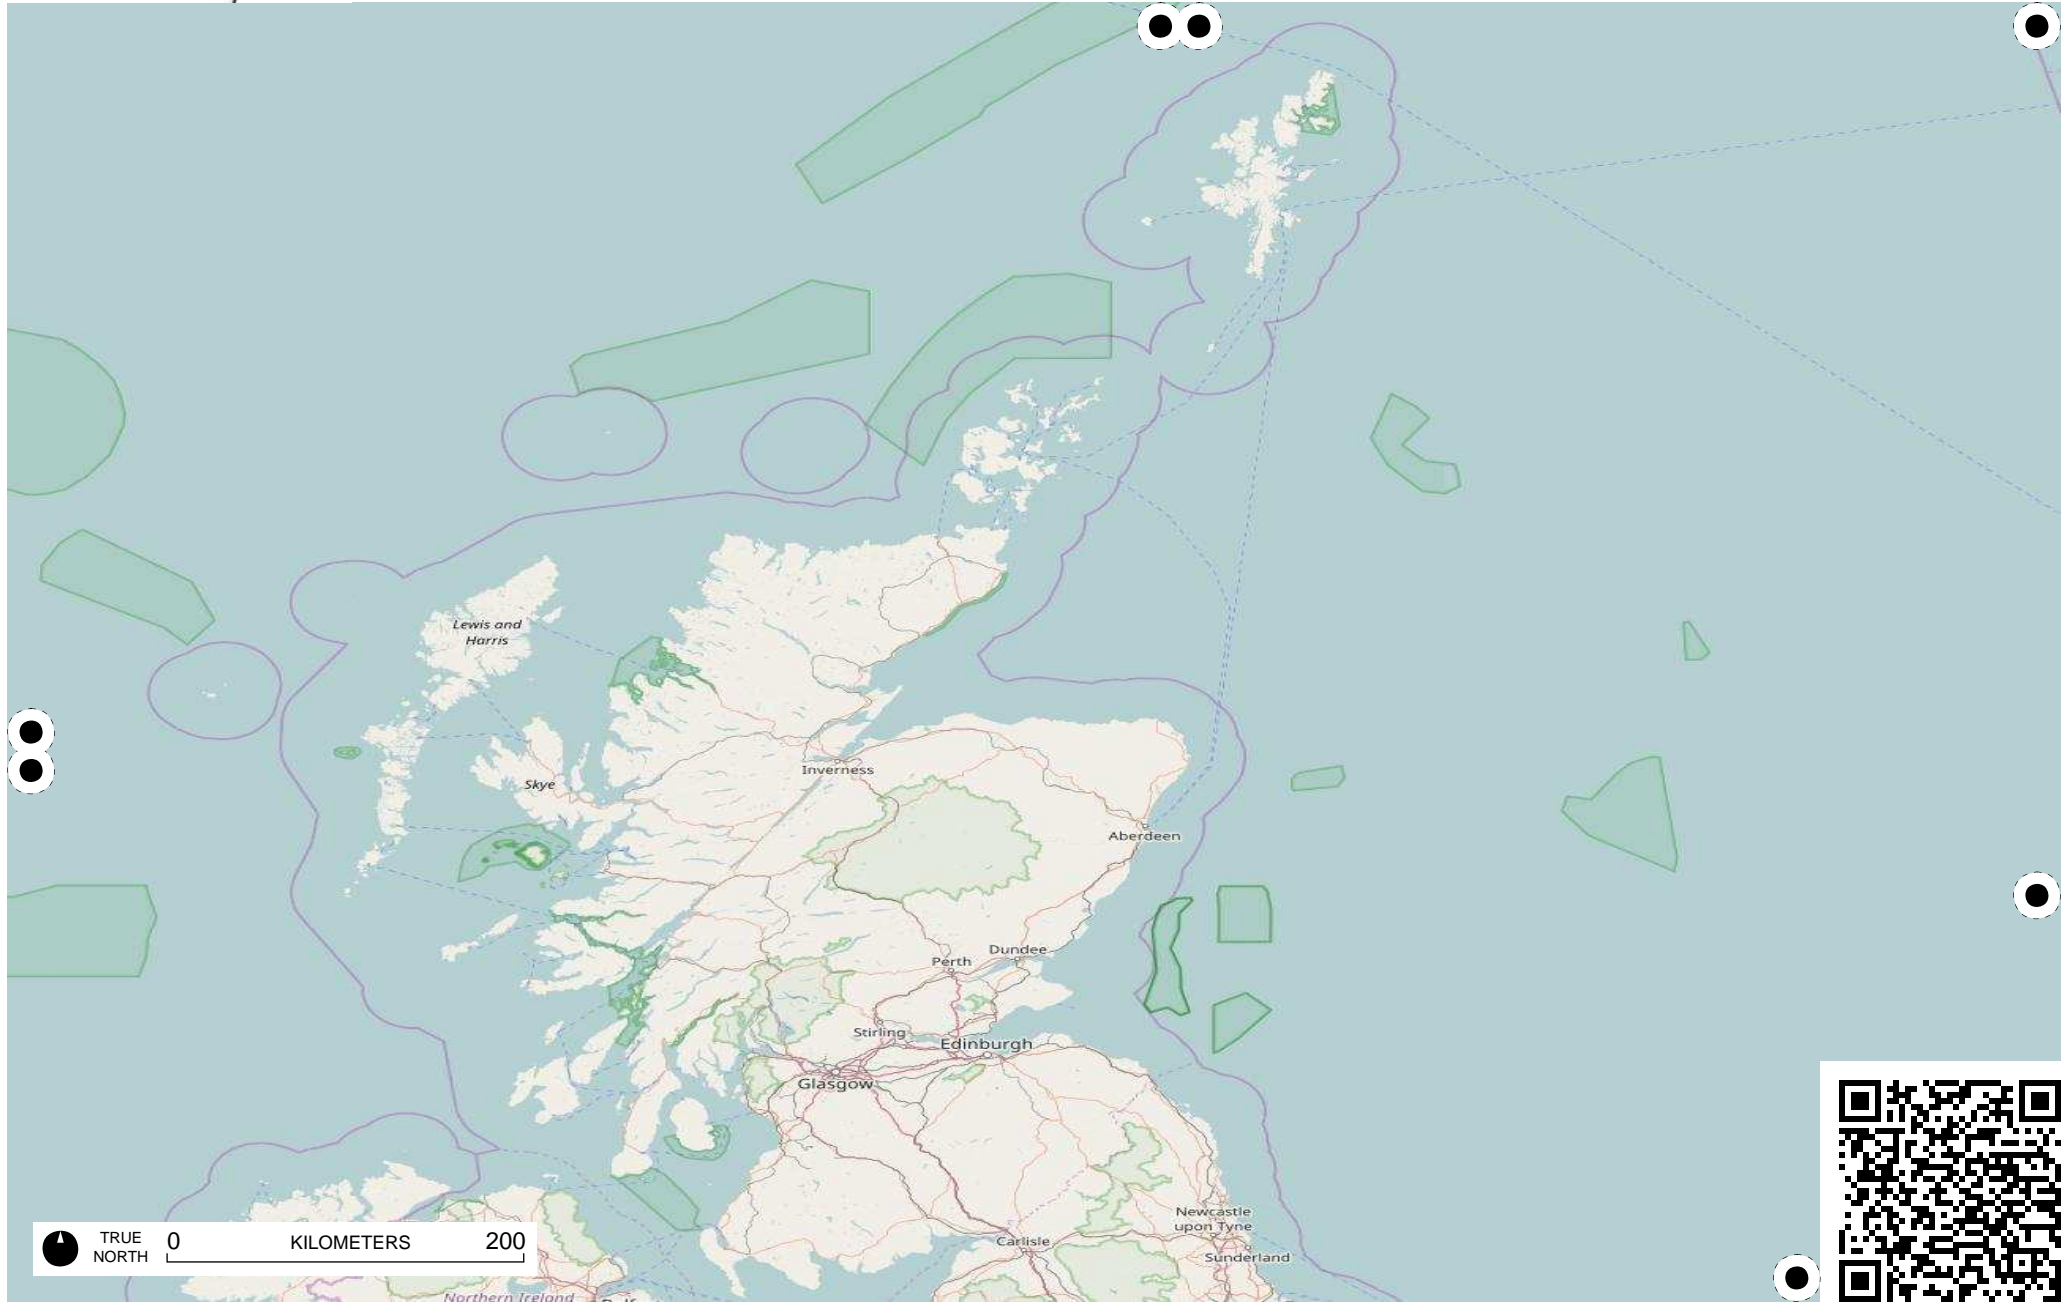 Lewis and
Harris
Skye
Inverness
Aberdeen
Dundee
Perth
Stirling
Edinburgh
Glasgow
Newcastle
upon Tyne
Carlisle
Sunderland
TRUE
NORTH
0 KILOMETERS 200
Northern Ireland